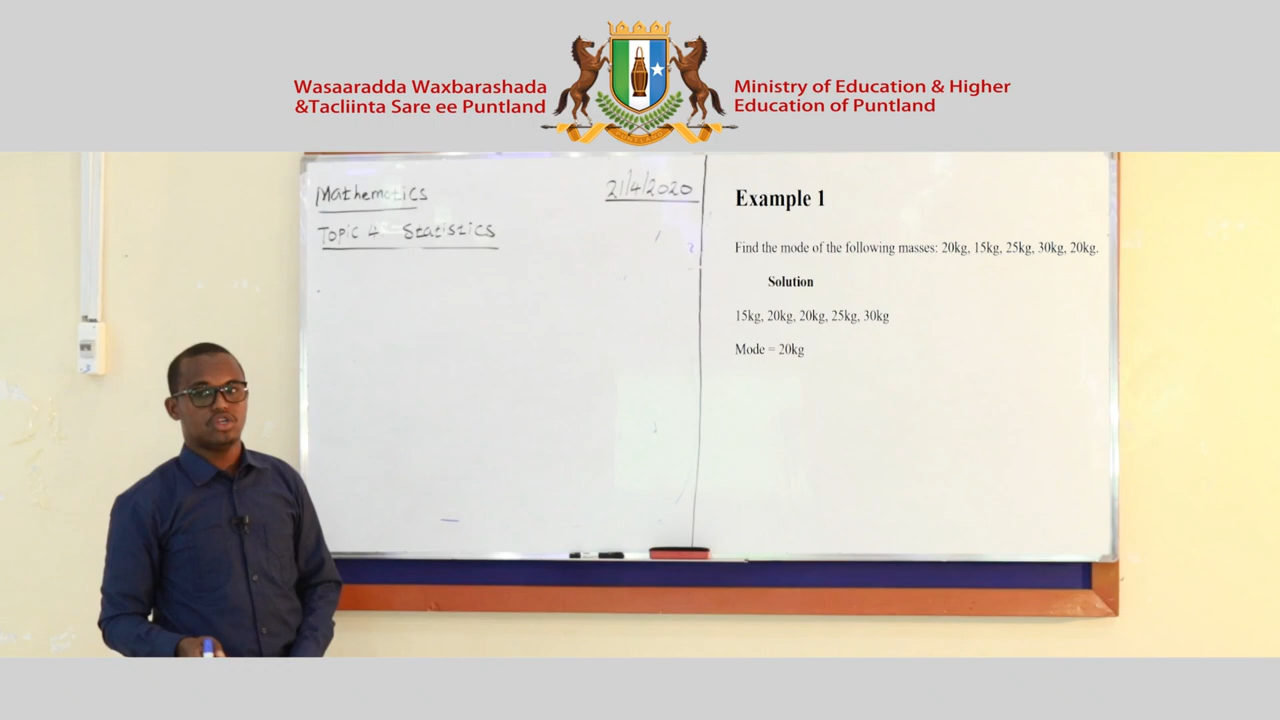 Wasaaradda Waxbarashada
&Tacliinta Sare ee Puntland
Ministry of Education & Higher
Education of Puntland
Mathematics
21/4/2020
Topic 4 Statistics
Example 1
Find the mode of the following masses: 20kg, 15kg, 25kg, 30kg, 20kg.
Solution
15kg, 20kg, 20kg, 25kg, 30kg
Mode = 20kg